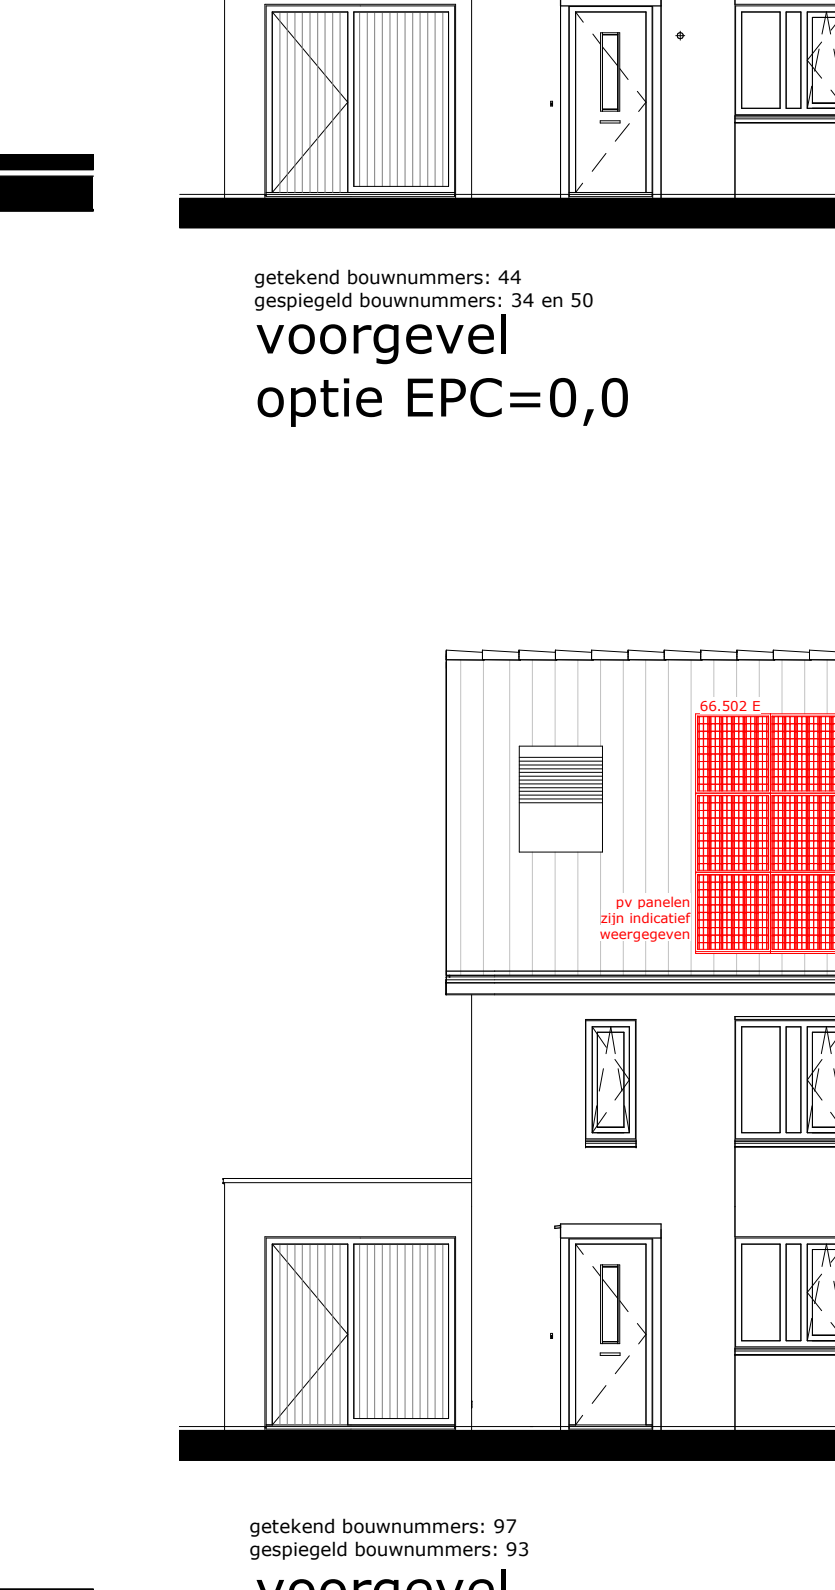 getekend bouwnummers: 44
gespiegeld bouwnummers: 34 en 50
voorgevel
optie EPC=0,0
66.502 E
pv panelen
zijn indicatief
weergegeven
getekend bouwnummers: 97
gespiegeld bouwnummers: 93
voorgevel